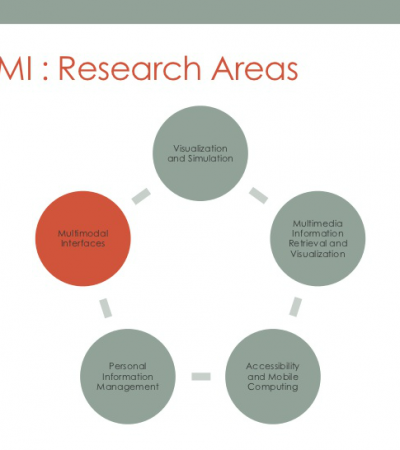 MI : Research Areas
Visualization
and Simulation
Multimedia
Information
Retrieval and
Visualization
Accessibility
and Mobile
Computing
Personal
Information
Management
Multimodal
Interfaces